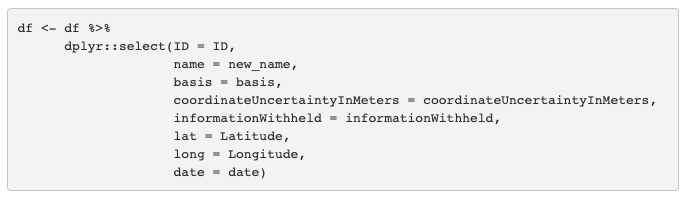 df <- df %>%
dplyr::select(ID = ID,
name = new_name,
basis = basis,
coordinateUncertaintyInMeters = coordinateUncertaintyInMeters,
informationWithheld = informationWithheld,
lat = Latitude,
long = Longitude,
date = date)